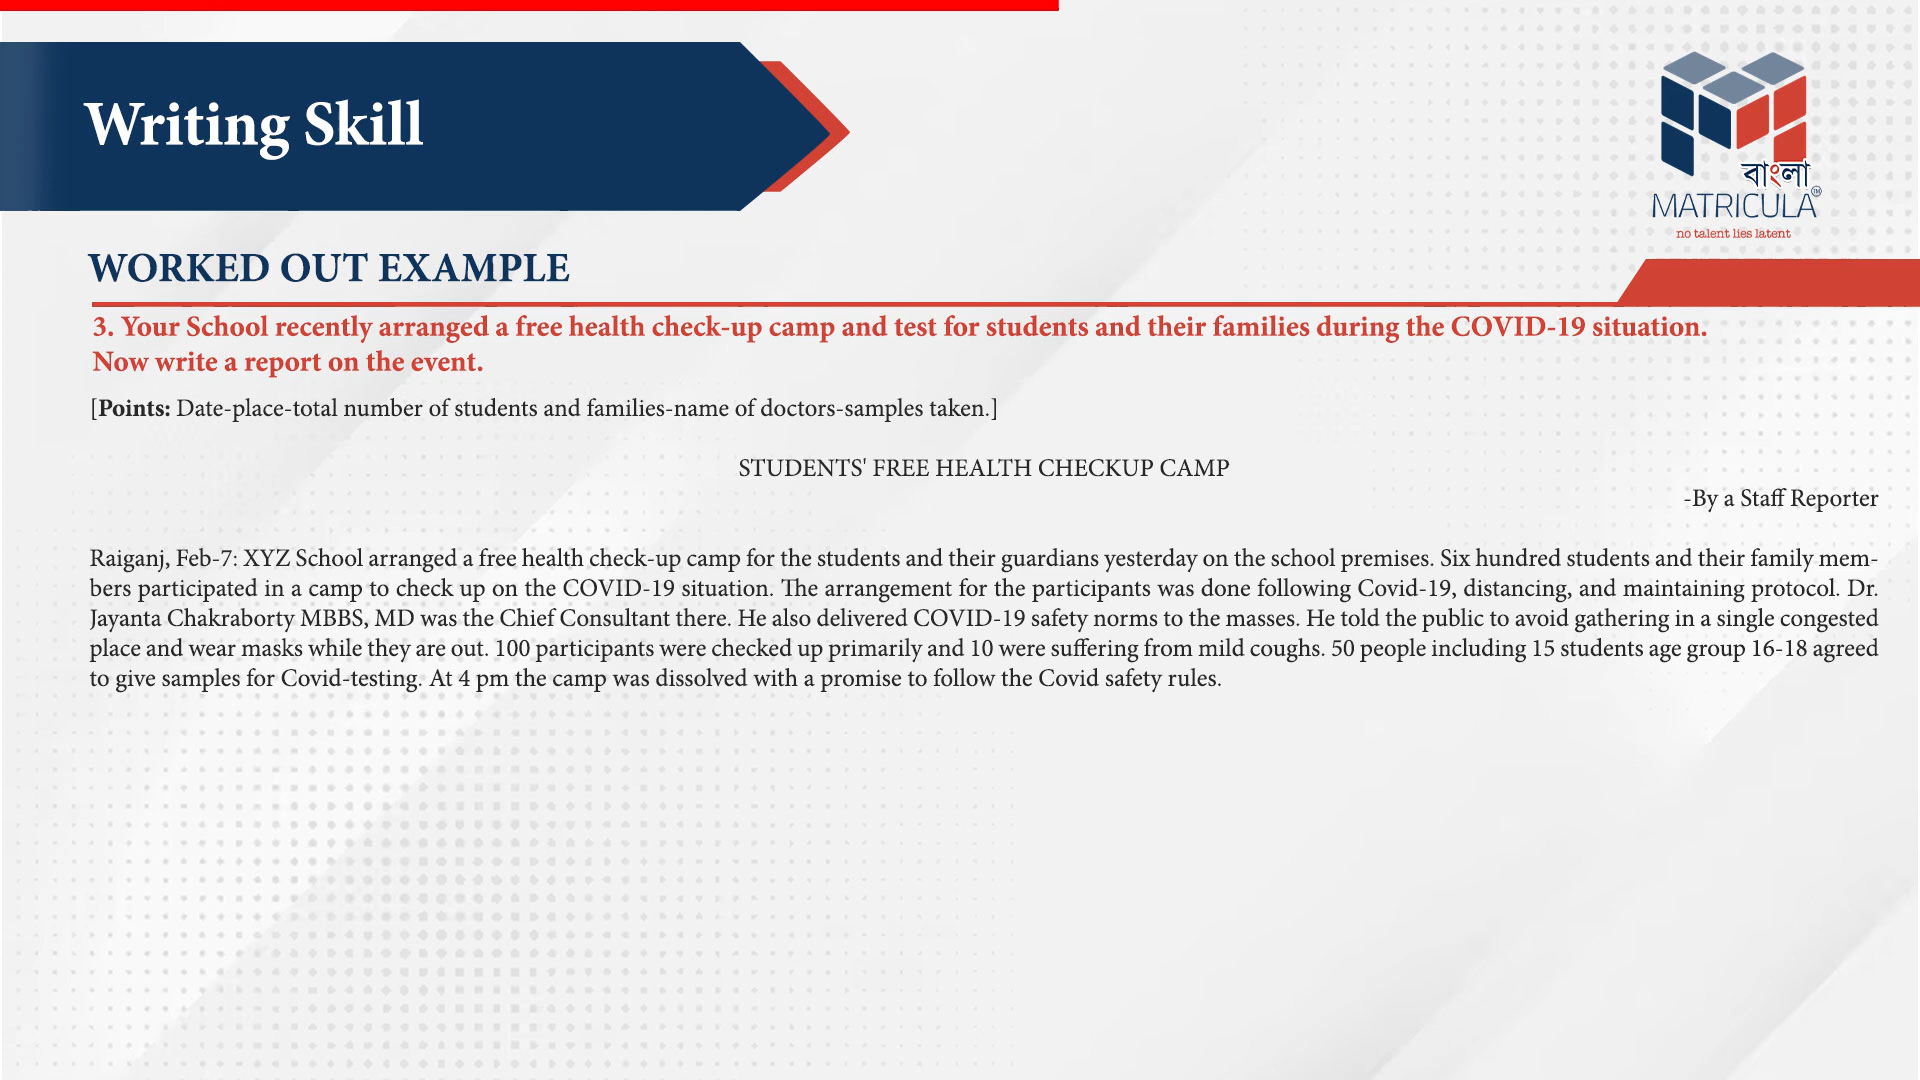 Writing Skill
বাংলা
MATRICULA
TM
no talent lies latent
WORKED OUT EXAMPLE
3. Your School recently arranged a free health check-up camp and test for students and their families during the COVID-19 situation.
Now write a report on the event.
[Points: Date-place-total number of students and families-name of doctors-samples taken.]
STUDENTS' FREE HEALTH CHECKUP CAMP
-By a Staff Reporter
Raiganj, Feb-7: XYZ School arranged a free health check-up camp for the students and their guardians yesterday on the school premises. Six hundred students and their family mem-
bers participated in a camp to check up on the COVID-19 situation. The arrangement for the participants was done following Covid-19, distancing, and maintaining protocol. Dr.
Jayanta Chakraborty MBBS, MD was the Chief Consultant there. He also delivered COVID-19 safety norms to the masses. He told the public to avoid gathering in a single congested
place and wear masks while they are out. 100 participants were checked up primarily and 10 were suffering from mild coughs. 50 people including 15 students age group 16-18 agreed
to give samples for Covid-testing. At 4 pm the camp was dissolved with a promise to follow the Covid safety rules.